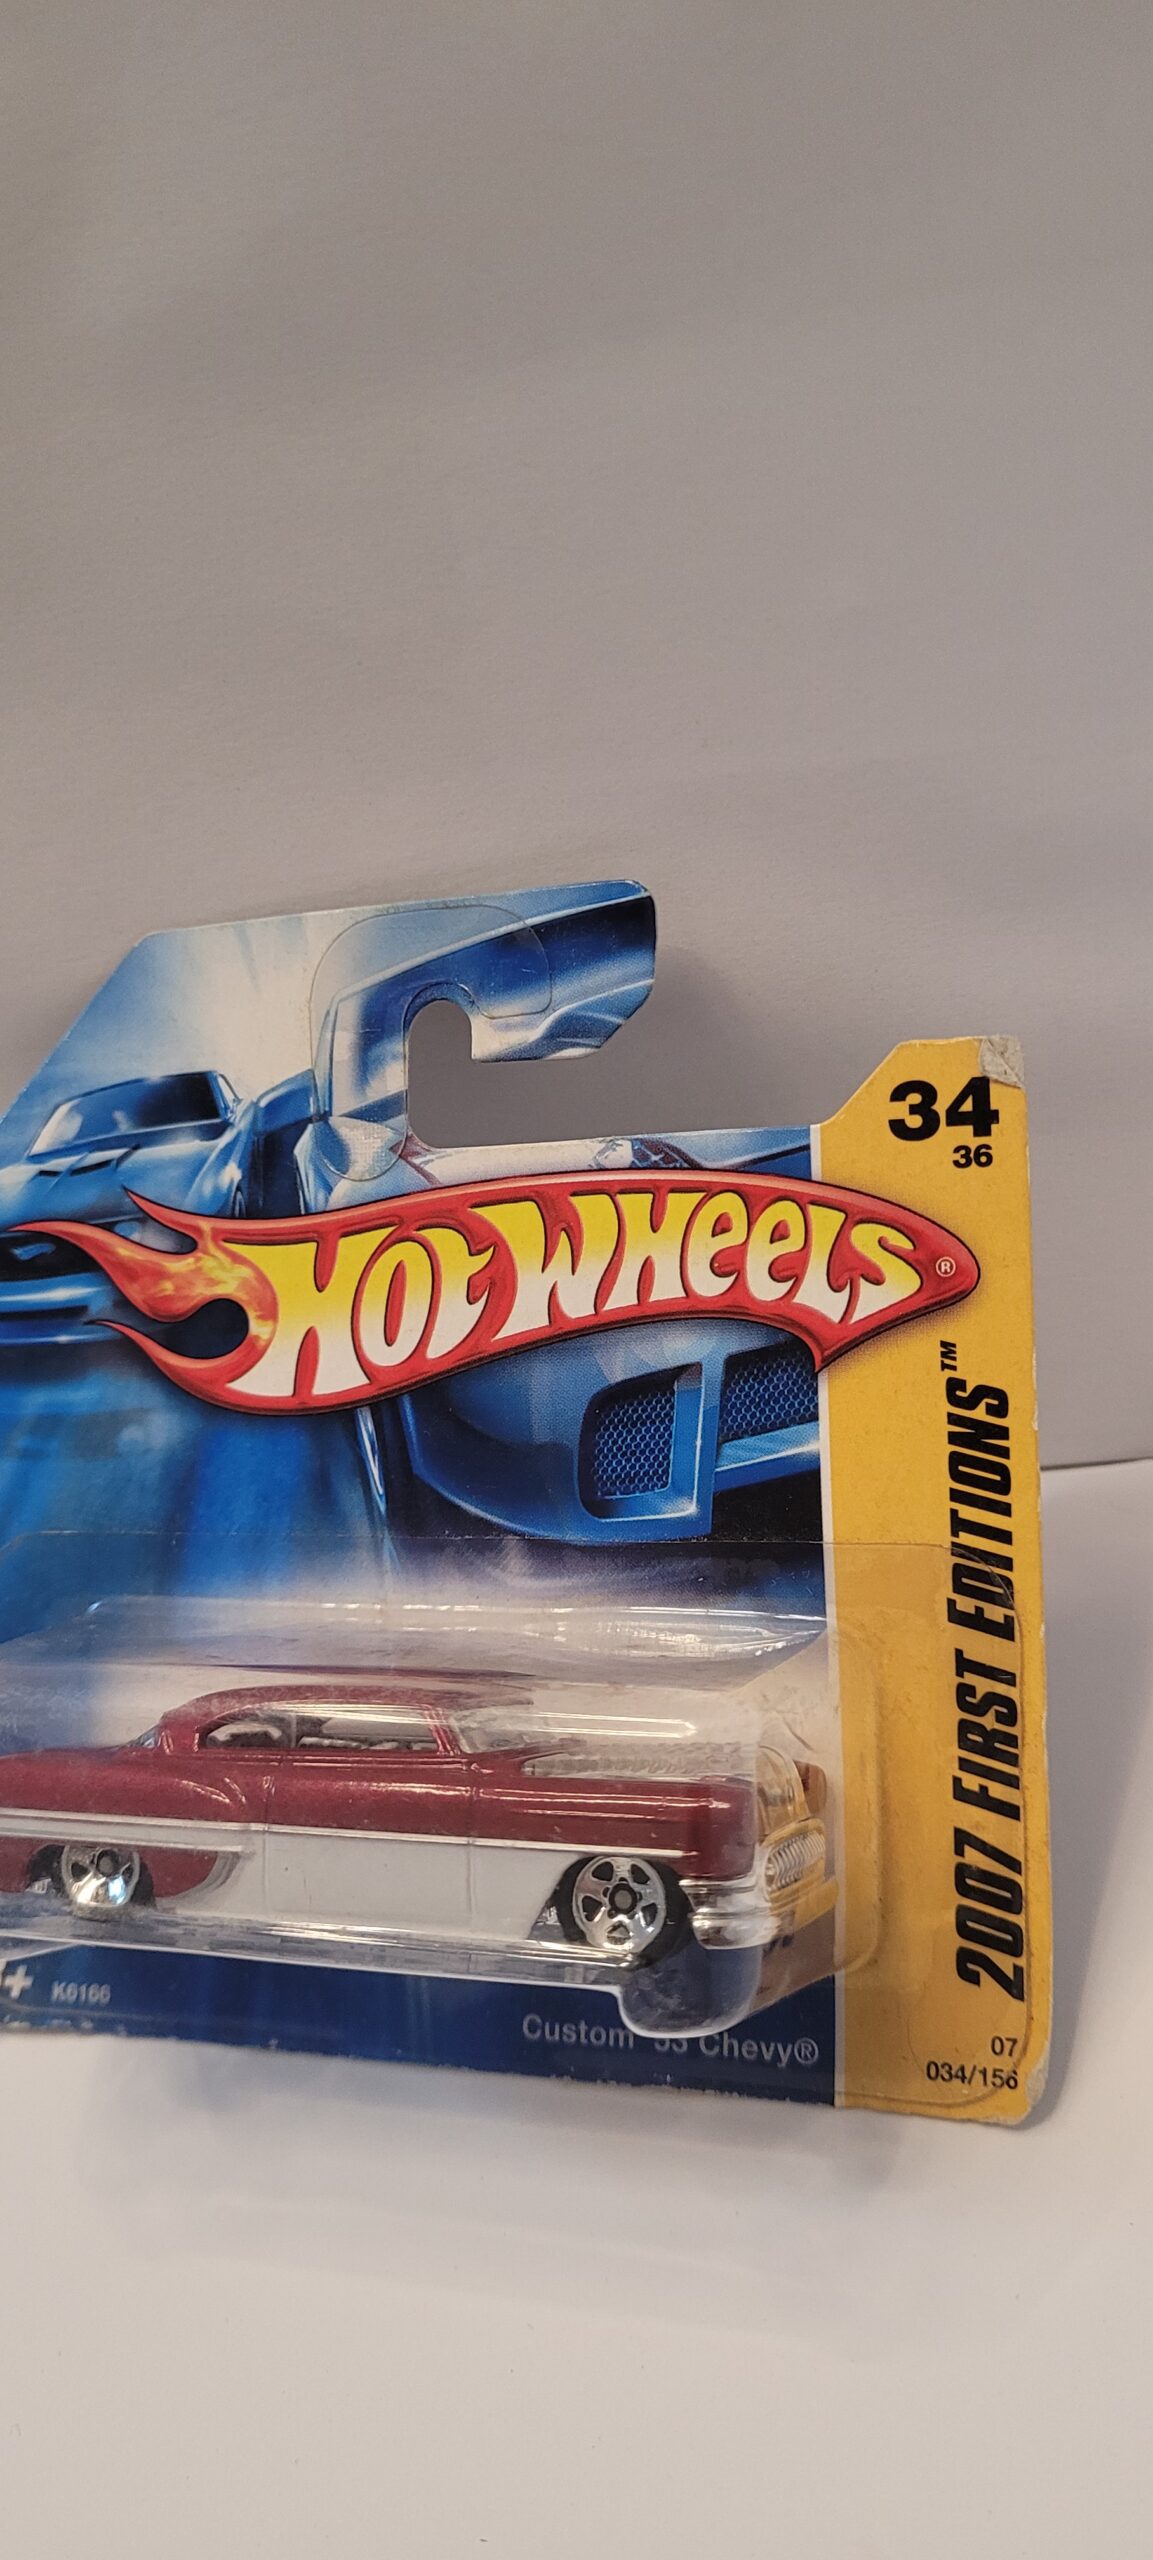 34
36
HOT WHEELS®
2007 FIRST EDITIONS™
+ K6166
Custom '53 Chevy®
07
034/156